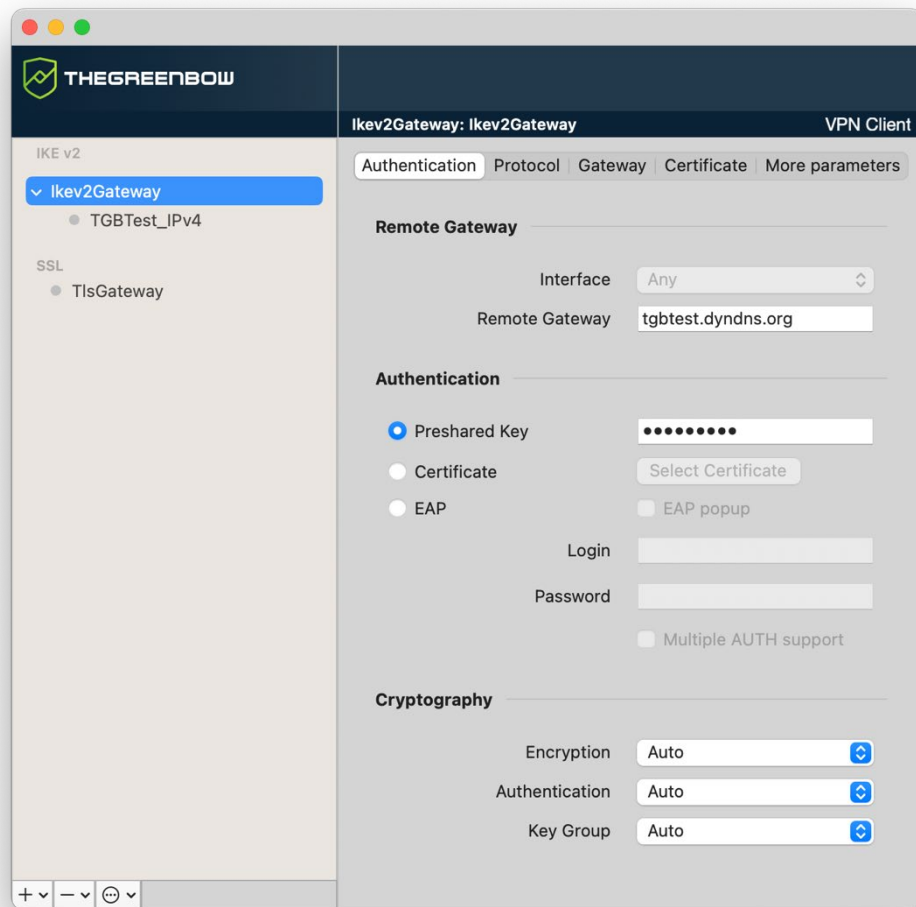 THEGREENBOW
Ikev2Gateway: Ikev2Gateway VPN Client
IKE v2
Ikev2Gateway
TGBTest_IPv4
SSL
TlsGateway
Authentication Protocol Gateway Certificate More parameters
Remote Gateway
Interface Any
Remote Gateway tgbtest.dyndns.org
Authentication
Preshared Key •••••••••
Certificate Select Certificate
EAP EAP popup
Login
Password
Multiple AUTH support
Cryptography
Encryption Auto
Authentication Auto
Key Group Auto